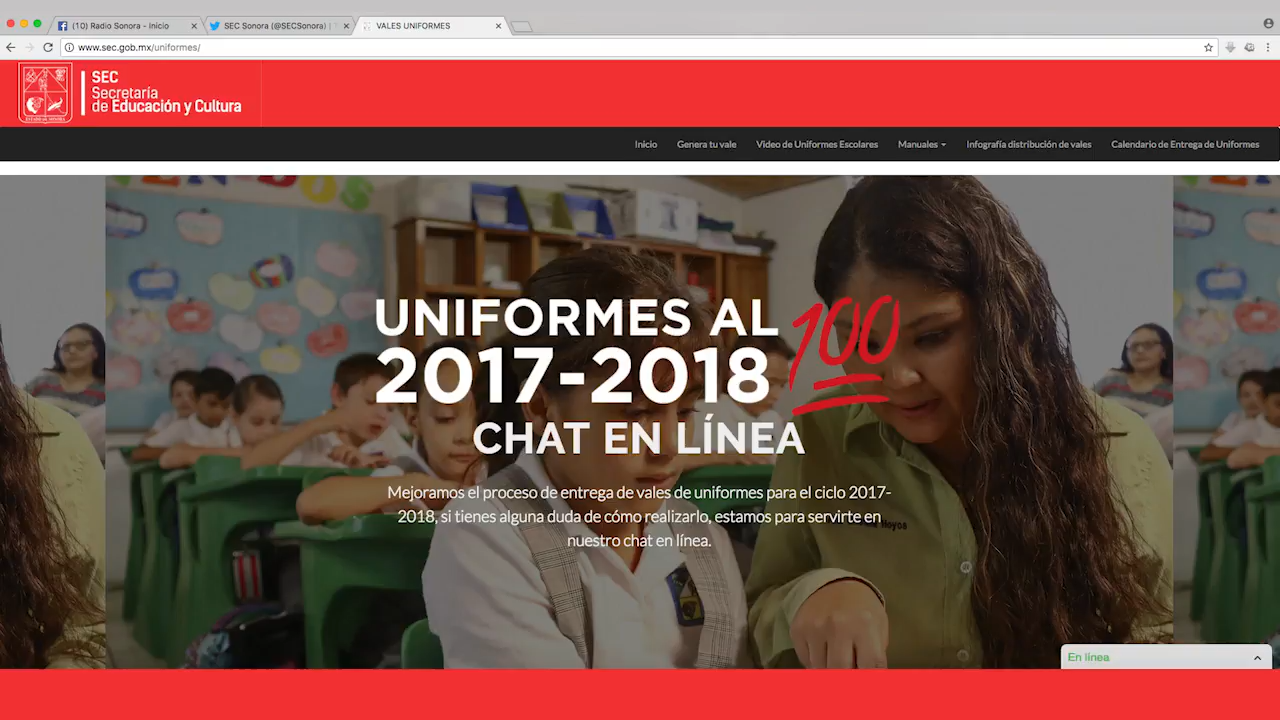 (10) Radio Sonora - Inicio
SEC Sonora (@SECSonora) | T
VALES UNIFORMES
www.sec.gob.mx/uniformes/
SEC
Secretaría
de Educación y Cultura
ESTADO DE SONORA
Inicio
Genera tu vale
Video de Uniformes Escolares
Manuales
Infografía distribución de vales
Calendario de Entrega de Uniformes
UNIFORMES AL 100
2017-2018
CHAT EN LÍNEA
Mejoramos el proceso de entrega de vales de uniformes para el ciclo 2017-
2018, si tienes alguna duda de cómo realizarlo, estamos para servirte en
nuestro chat en línea.
Hoyos
En línea